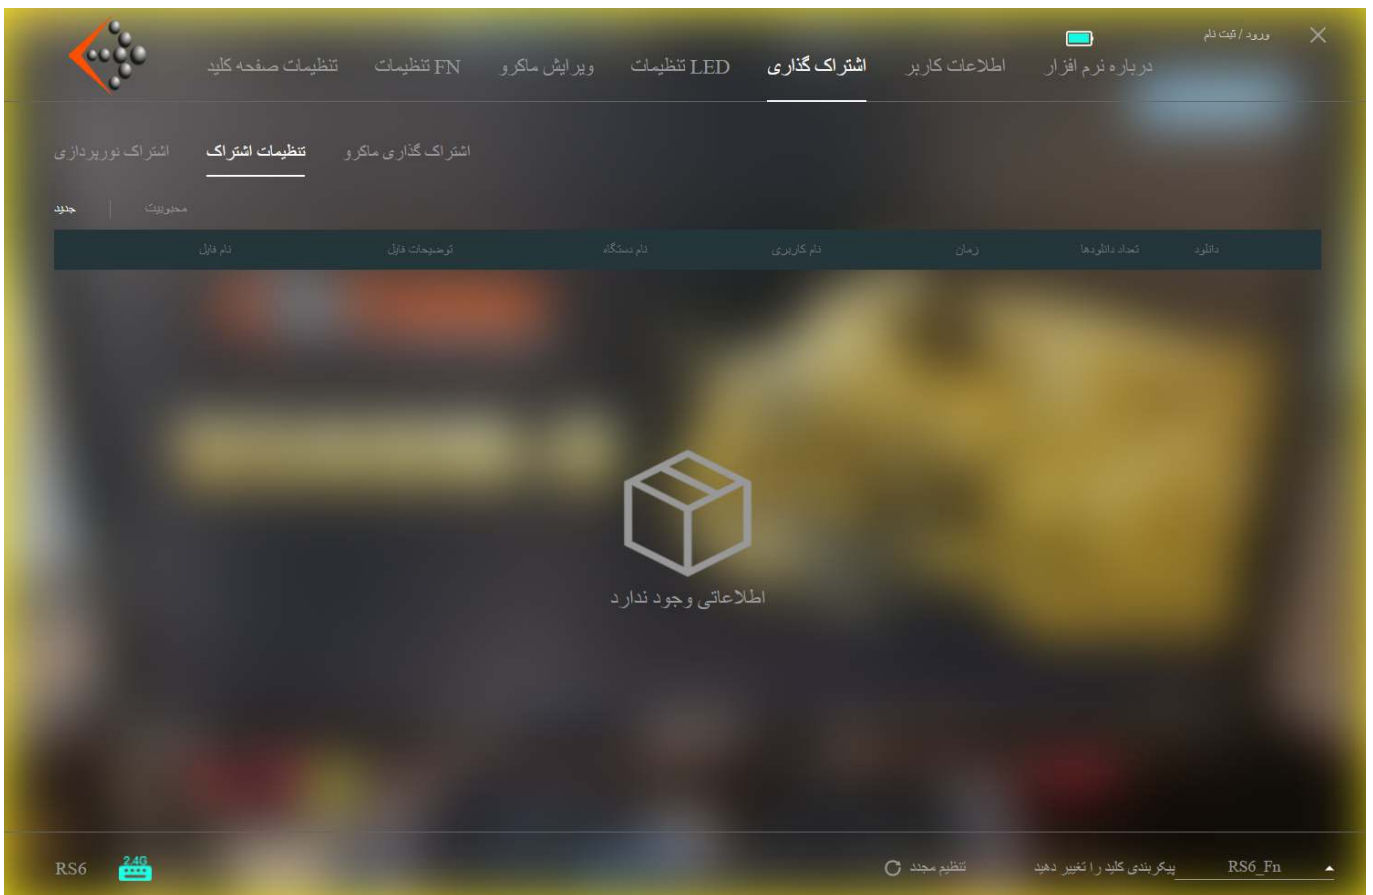 ورود / ثبت نام
تنظیمات صفحه کلید
FN تنظیمات
ویرایش ماکرو
LED تنظیمات
اشتراک گذاری
اطلاعات کاربر
درباره نرم افزار
اشتراک نورپردازی
تنظیمات اشتراک
اشتراک گذاری ماکرو
جدید
محبوبیت
نام فایل
توضیحات فایل
نام دستگاه
نام کاربری
زمان
تعداد دانلودها
دانلود
اطلاعاتی وجود ندارد
RS6
2.4G
تنظیم مجدد
پیکربندی کلید را تغییر دهید
RS6_Fn